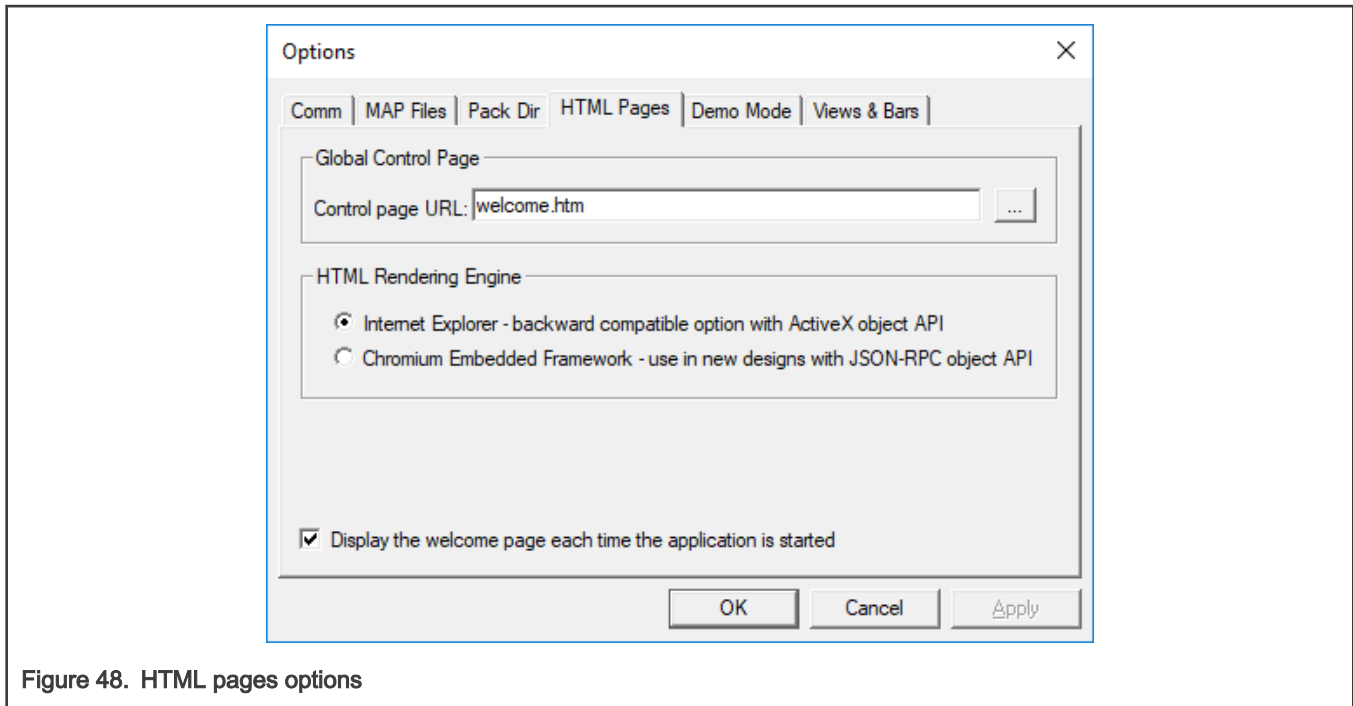 Options
Comm MAP Files Pack Dir HTML Pages Demo Mode Views & Bars
Global Control Page
Control page URL: welcome.htm ...
HTML Rendering Engine
Internet Explorer - backward compatible option with ActiveX object API
Chromium Embedded Framework - use in new designs with JSON-RPC object API
Display the welcome page each time the application is started
OK Cancel Apply
Figure 48. HTML pages options